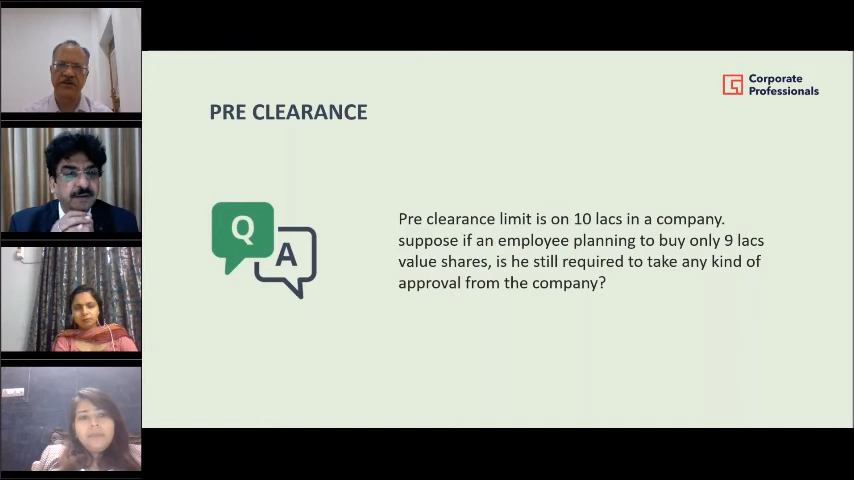 Corporate
Professionals
PRE CLEARANCE
Q
A
Pre clearance limit is on 10 lacs in a company.
suppose if an employee planning to buy only 9 lacs
value shares, is he still required to take any kind of
approval from the company?